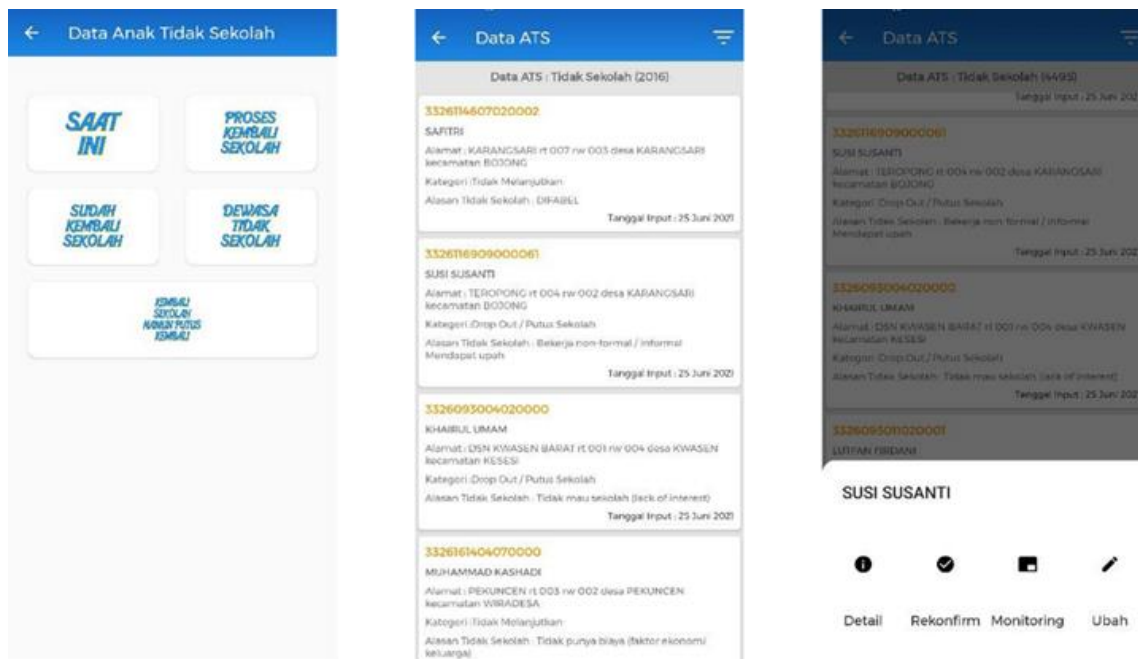 Data Anak Tidak Sekolah
SAAT
INI
PROSES
KEMBALI
SEKOLAH
SUDAH
KEMBALI
SEKOLAH
DEWASA
TIDAK
SEKOLAH
KEMBALI
SEKOLAH
NAMUN PUTUS
KEMBALI
Data ATS
Data ATS : Tidak Sekolah (2016)
3326114607020002
SAFITRI
Alamat : KARANGSARI rt 007 rw 003 desa KARANGSARI
kecamatan BOJONG
Kategori :Tidak Melanjutkan
Alasan Tidak Sekolah : DIFABEL
Tanggal Input : 25 Juni 2021
3326116909000061
SUSI SUSANTI
Alamat : TEROPONG rt 004 rw 002 desa KARANGSARI
kecamatan BOJONG
Kategori :Drop Out / Putus Sekolah
Alasan Tidak Sekolah : Bekerja non-formal / informal
Mendapat upah
Tanggal Input : 25 Juni 2021
3326093004020000
KHAIRUL UMAM
Alamat : DSN KWASEN BARAT rt 001 rw 004 desa KWASEN
kecamatan KESESI
Kategori :Drop Out / Putus Sekolah
Alasan Tidak Sekolah : Tidak mau sekolah (lack of interest)
Tanggal Input : 25 Juni 2021
3326161404070000
MUHAMMAD KASHADI
Alamat : PEKUNCEN rt 003 rw 002 desa PEKUNCEN
kecamatan WIRADESA
Kategori :Tidak Melanjutkan
Alasan Tidak Sekolah : Tidak punya biaya (faktor ekonomi
keluarga)
Data ATS
Data ATS : Tidak Sekolah (4495)
Tanggal Input : 25 Juni 202
3326116909000061
SUSI SUSANTI
Alamat : TEROPONG rt 004 rw 002 desa KARANGSARI
kecamatan BOJONG
Kategori :Drop Out / Putus Sekolah
Alasan Tidak Sekolah : Bekerja non-formal / informal
Mendapat upah
Tanggal Input : 25 Juni 202
3326093004020002
KHAIRUL UMAM
Alamat : DSN KWASEN BARAT rt 001 rw 004 desa KWASEN
kecamatan KESESI
Kategori :Drop Out / Putus Sekolah
Alasan Tidak Sekolah : Tidak mau sekolah (lack of interest)
Tanggal Input : 25 Juni 202
3326095011020001
LUTFAN FIRDANI
SUSI SUSANTI
Detail Rekonfirm Monitoring Ubah